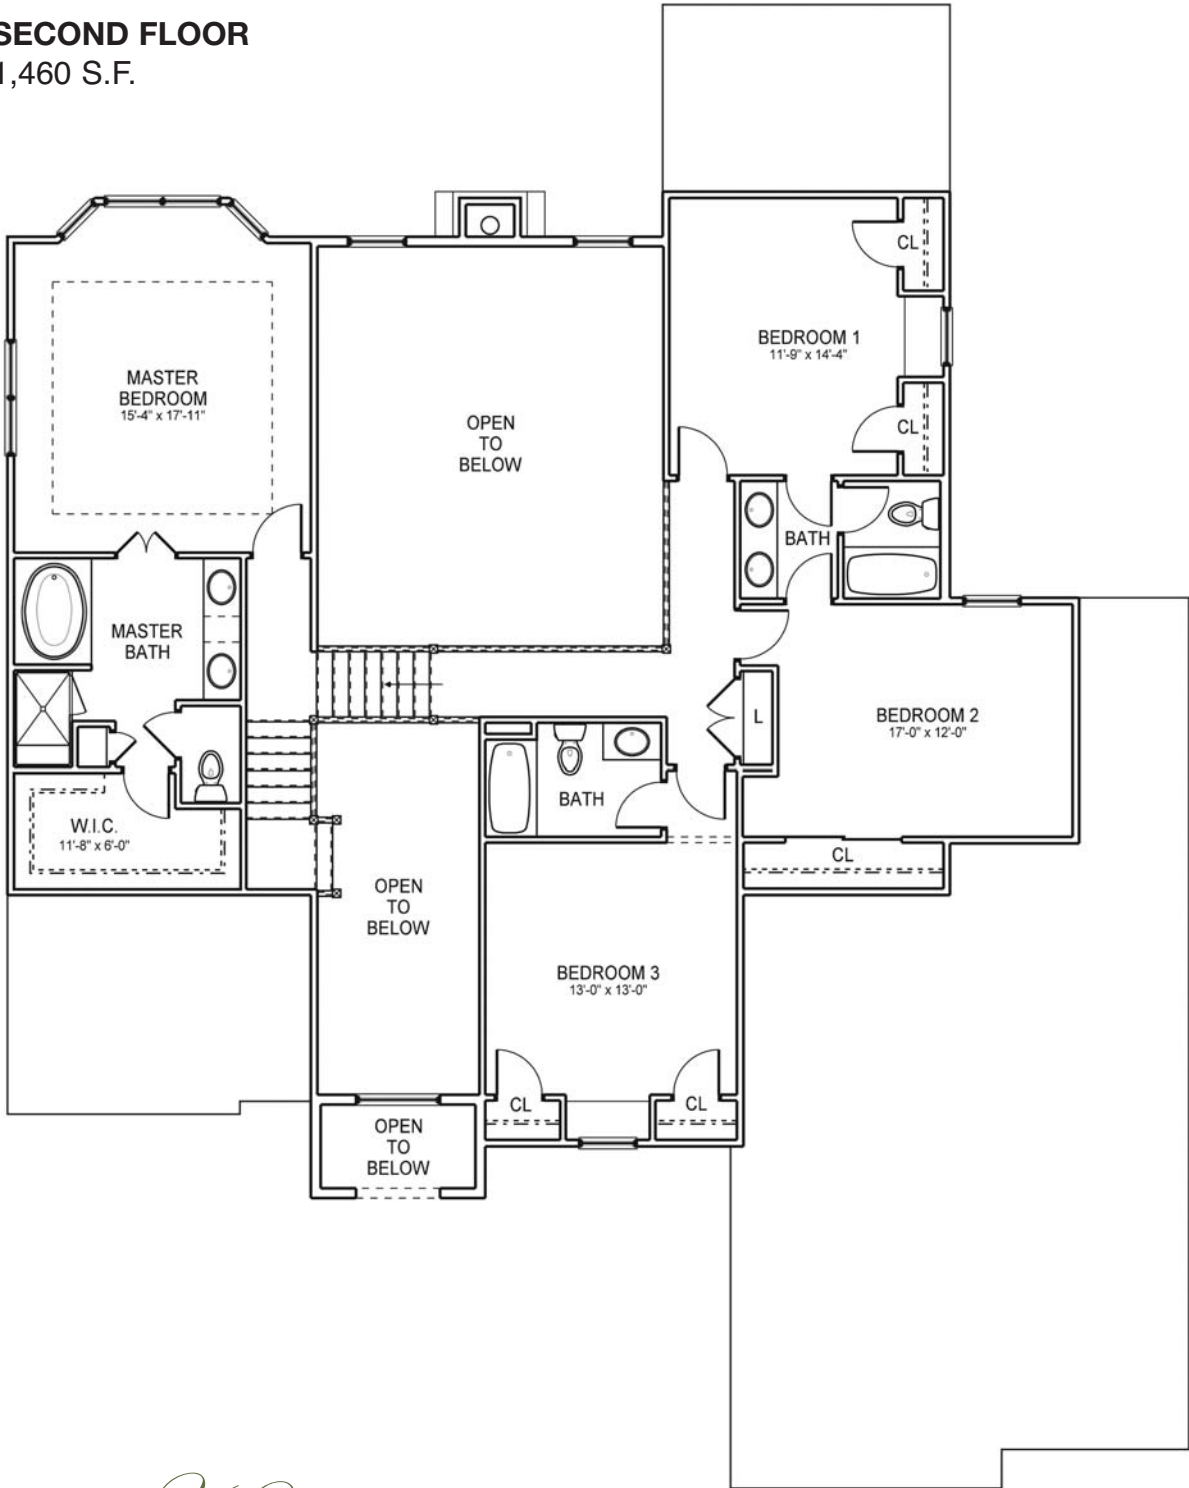 SECOND FLOOR
1,460 S.F.
CL
BEDROOM 1
11'-9" x 14'-4"
MASTER
BEDROOM
15'-4" x 17'-11"
OPEN
TO
BELOW
CL
BATH
MASTER
BATH
L
BEDROOM 2
17'-0" x 12'-0"
BATH
W.I.C.
11'-8" x 6'-0"
CL
OPEN
TO
BELOW
BEDROOM 3
13'-0" x 13'-0"
CL
CL
OPEN
TO
BELOW